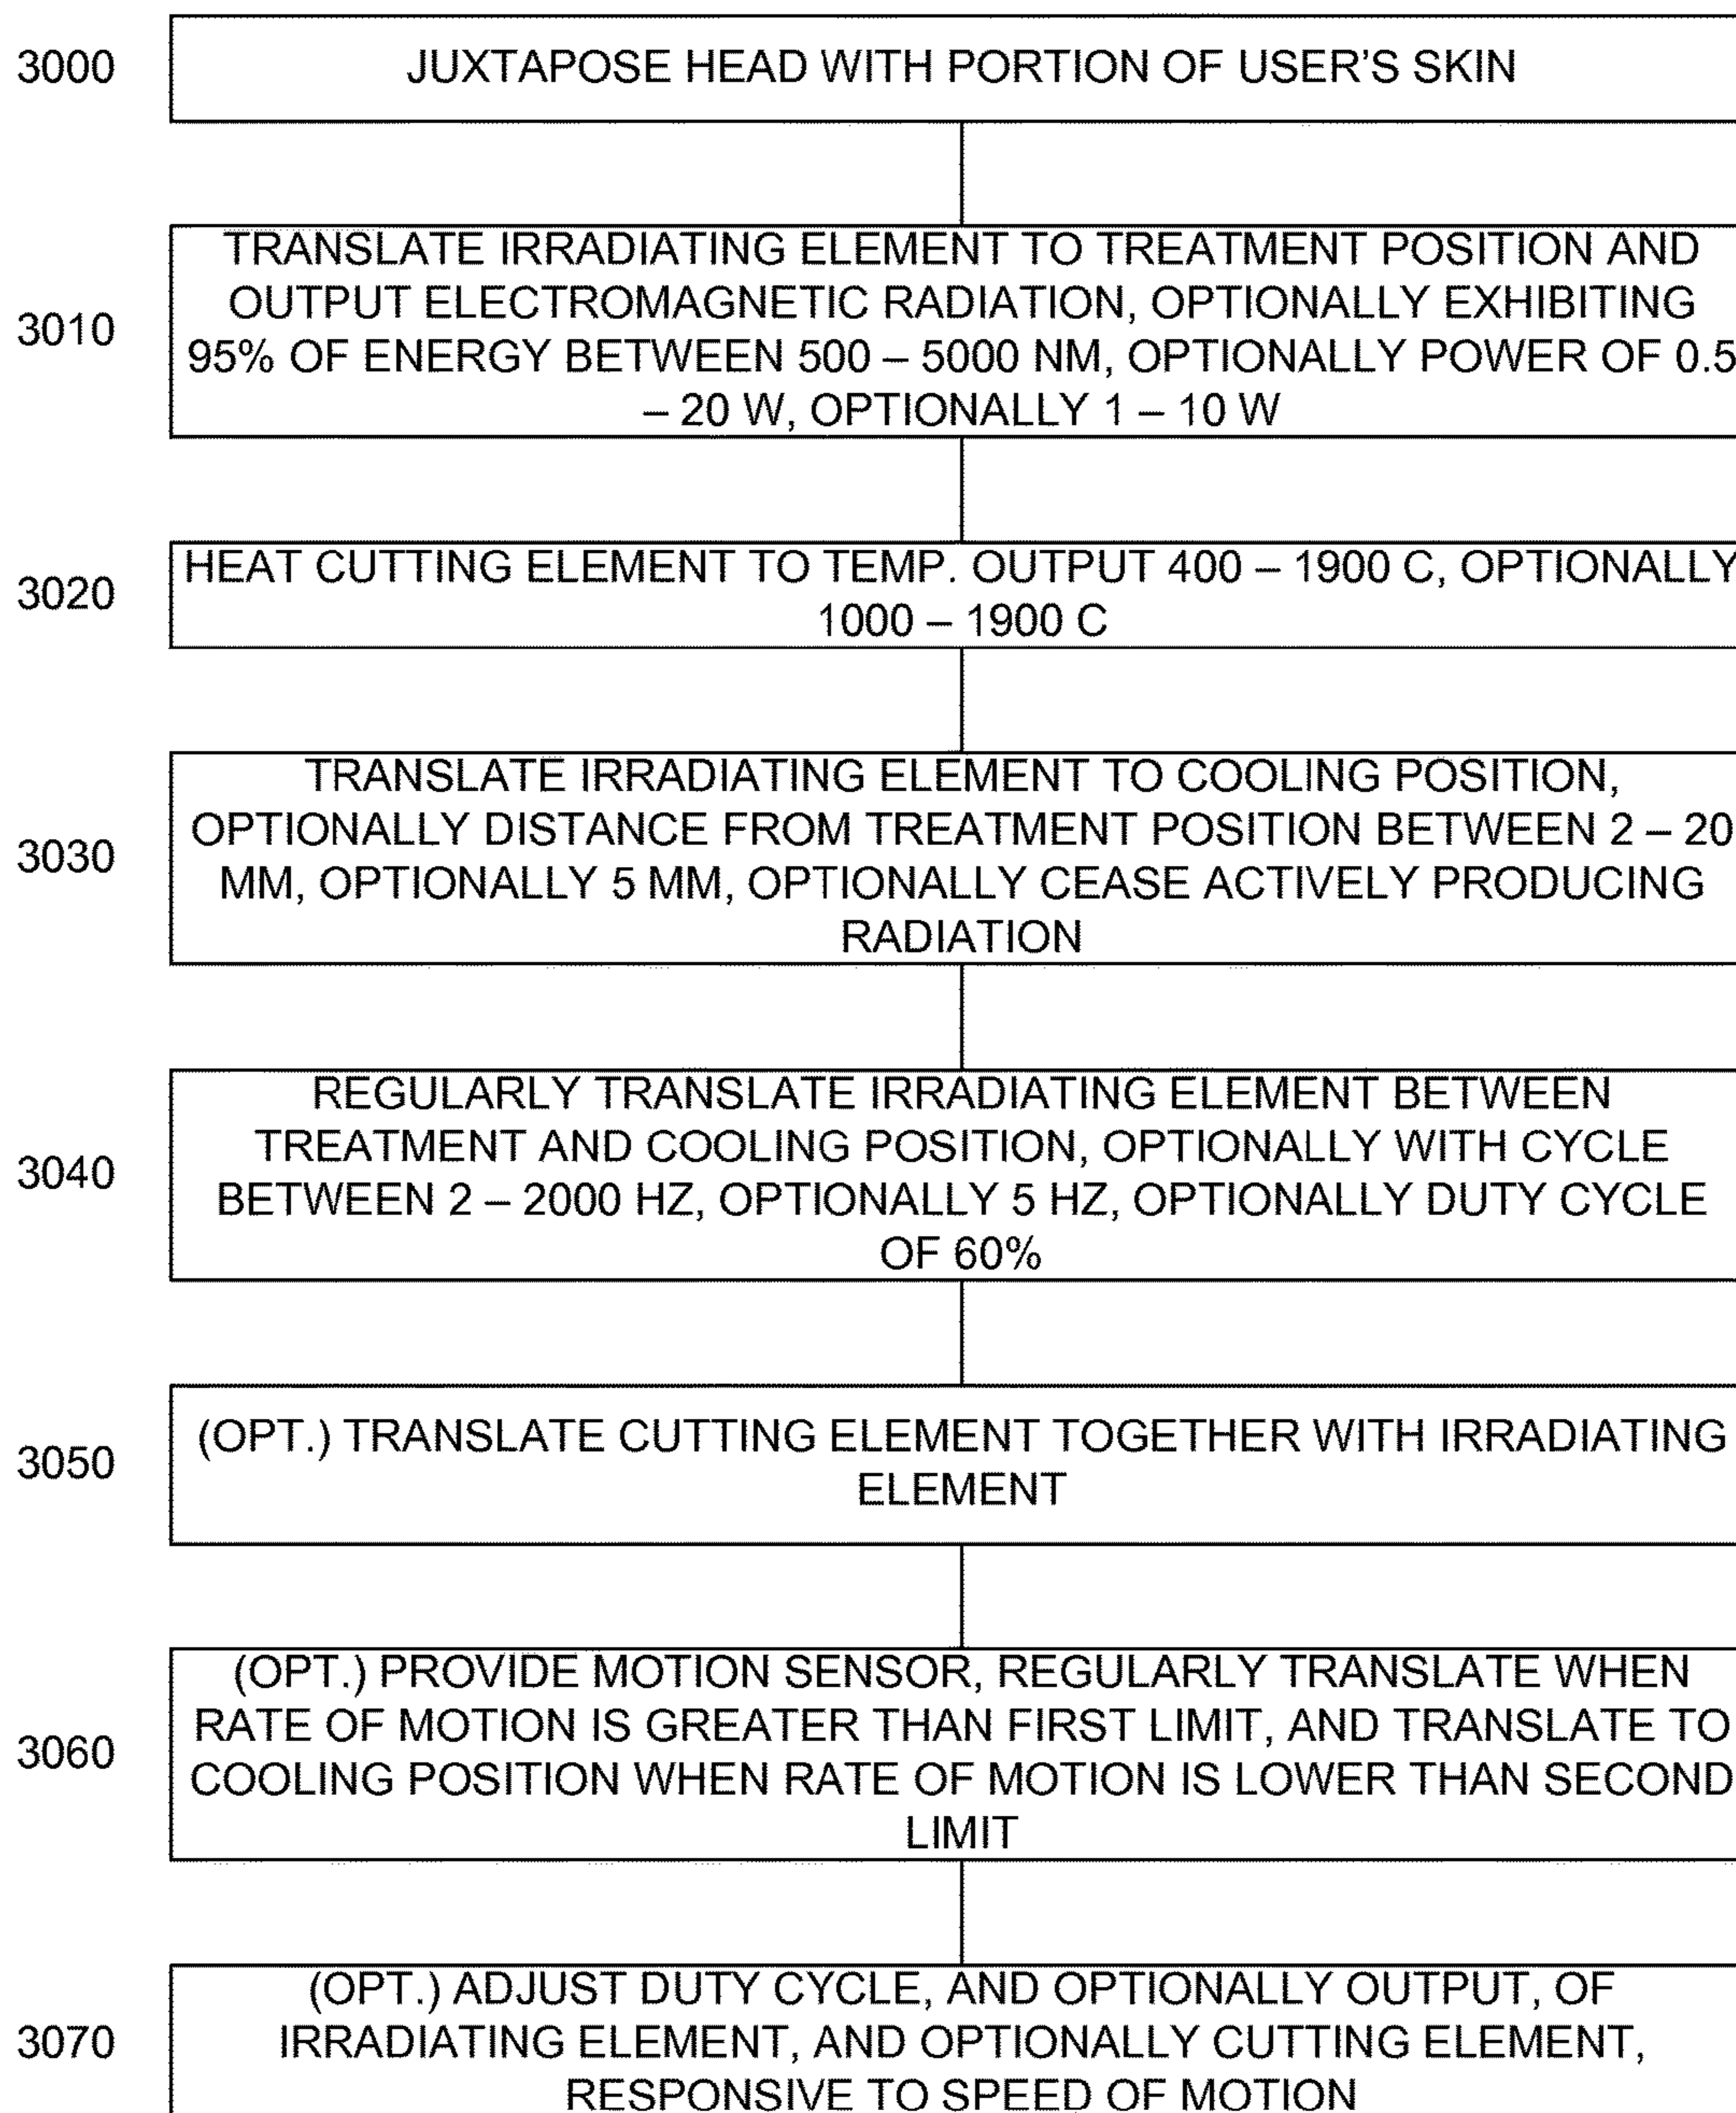 3000
JUXTAPOSE HEAD WITH PORTION OF USER'S SKIN
3010
TRANSLATE IRRADIATING ELEMENT TO TREATMENT POSITION AND
OUTPUT ELECTROMAGNETIC RADIATION, OPTIONALLY EXHIBITING
95% OF ENERGY BETWEEN 500 – 5000 NM, OPTIONALLY POWER OF 0.5
– 20 W, OPTIONALLY 1 – 10 W
3020
HEAT CUTTING ELEMENT TO TEMP. OUTPUT 400 – 1900 C, OPTIONALLY
1000 – 1900 C
3030
TRANSLATE IRRADIATING ELEMENT TO COOLING POSITION,
OPTIONALLY DISTANCE FROM TREATMENT POSITION BETWEEN 2 – 20
MM, OPTIONALLY 5 MM, OPTIONALLY CEASE ACTIVELY PRODUCING
RADIATION
3040
REGULARLY TRANSLATE IRRADIATING ELEMENT BETWEEN
TREATMENT AND COOLING POSITION, OPTIONALLY WITH CYCLE
BETWEEN 2 – 2000 HZ, OPTIONALLY 5 HZ, OPTIONALLY DUTY CYCLE
OF 60%
3050
(OPT.) TRANSLATE CUTTING ELEMENT TOGETHER WITH IRRADIATING
ELEMENT
3060
(OPT.) PROVIDE MOTION SENSOR, REGULARLY TRANSLATE WHEN
RATE OF MOTION IS GREATER THAN FIRST LIMIT, AND TRANSLATE TO
COOLING POSITION WHEN RATE OF MOTION IS LOWER THAN SECOND
LIMIT
3070
(OPT.) ADJUST DUTY CYCLE, AND OPTIONALLY OUTPUT, OF
IRRADIATING ELEMENT, AND OPTIONALLY CUTTING ELEMENT,
RESPONSIVE TO SPEED OF MOTION